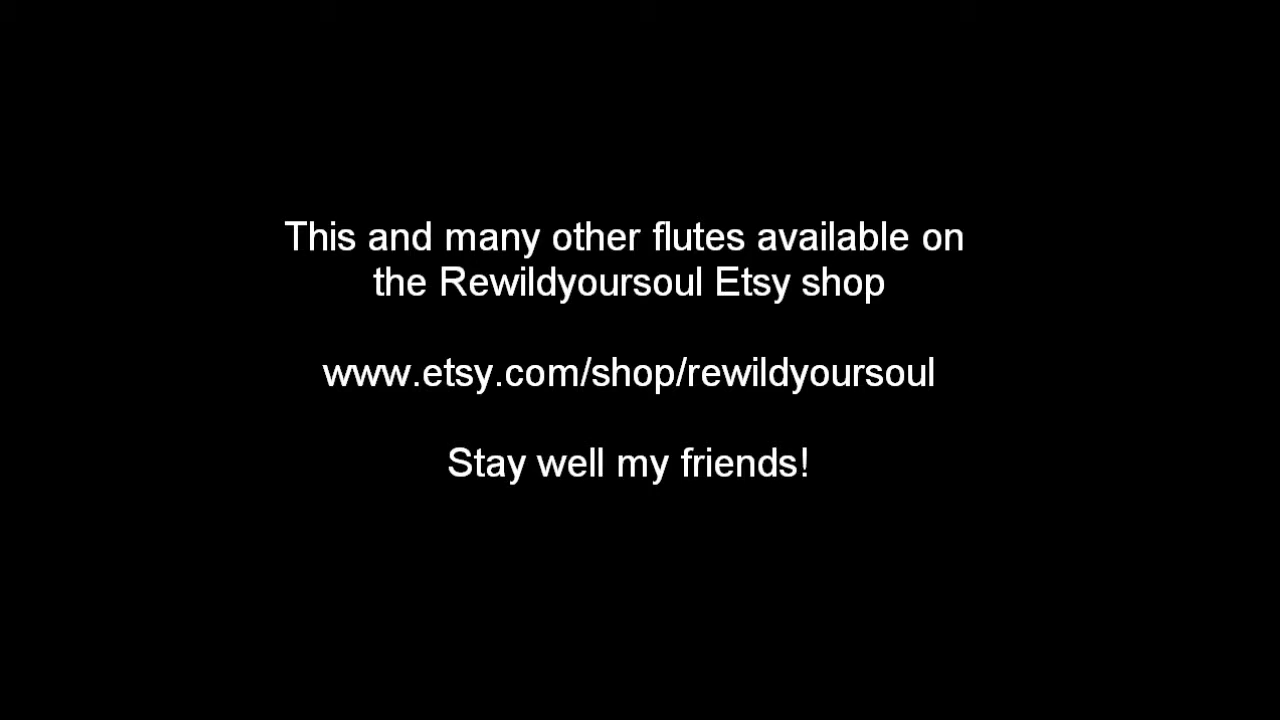 This and many other flutes available on
the Rewildyoursoul Etsy shop
www.etsy.com/shop/rewildyoursoul
Stay well my friends!